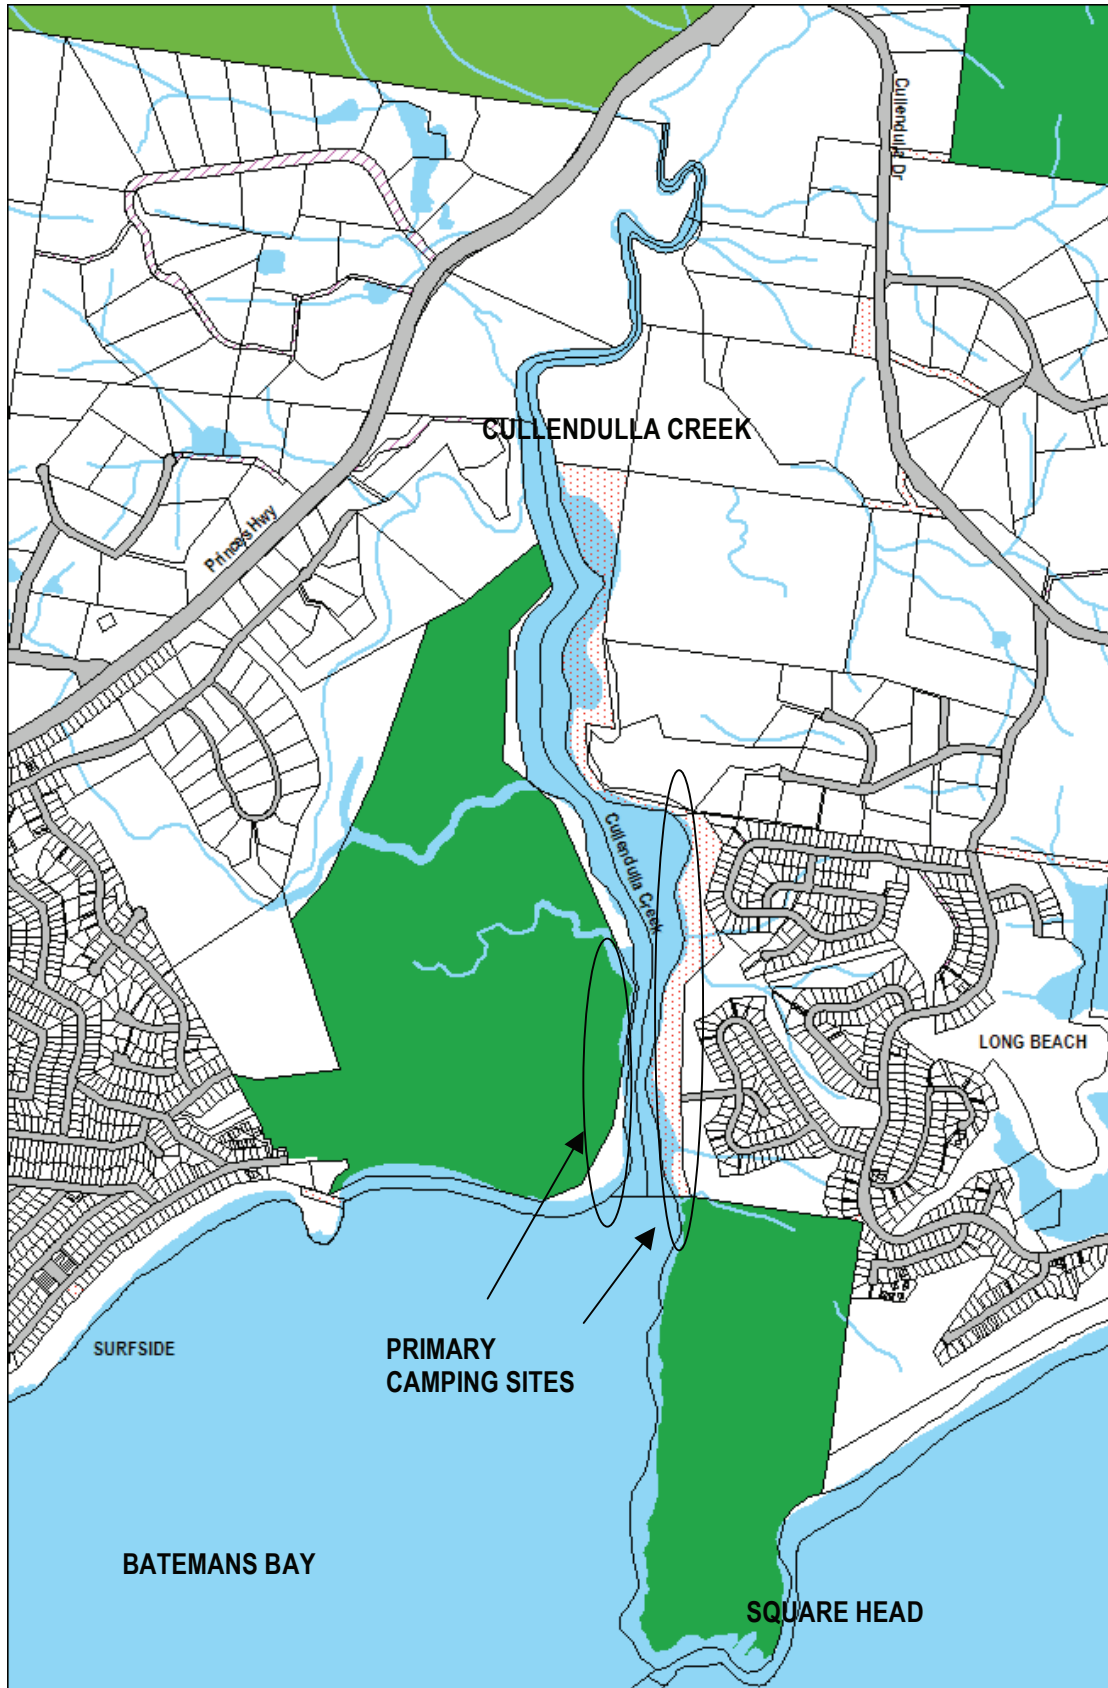 Cullendulla Dr
CULLENDULLA CREEK
Princes Hwy
Cullendulla Creek
LONG BEACH
SURFSIDE
PRIMARY
CAMPING SITES
BATEMANS BAY
SQUARE HEAD